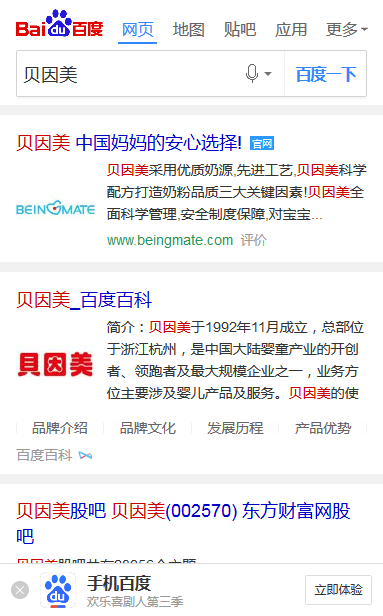 Bai du 百度 网页 地图 贴吧 应用 更多
贝因美 百度一下
贝因美 中国妈妈的安心选择! 官网
贝因美采用优质奶源,先进工艺,贝因美科学
配方打造奶粉品质三大关键因素!贝因美全
面科学管理,安全制度保障,对宝宝...
BEINGMATE
www.beingmate.com 评价
贝因美_百度百科
简介：贝因美于1992年11月成立，总部位
于浙江杭州，是中国大陆婴童产业的开创
者、领跑者及最大规模企业之一，业务方
位主要涉及婴儿产品及服务。贝因美的使
貝因美
品牌介绍 品牌文化 发展历程 产品优势
百度百科
贝因美股吧 贝因美(002570) 东方财富网股
吧
手机百度
欢乐喜剧人第三季
立即体验
du